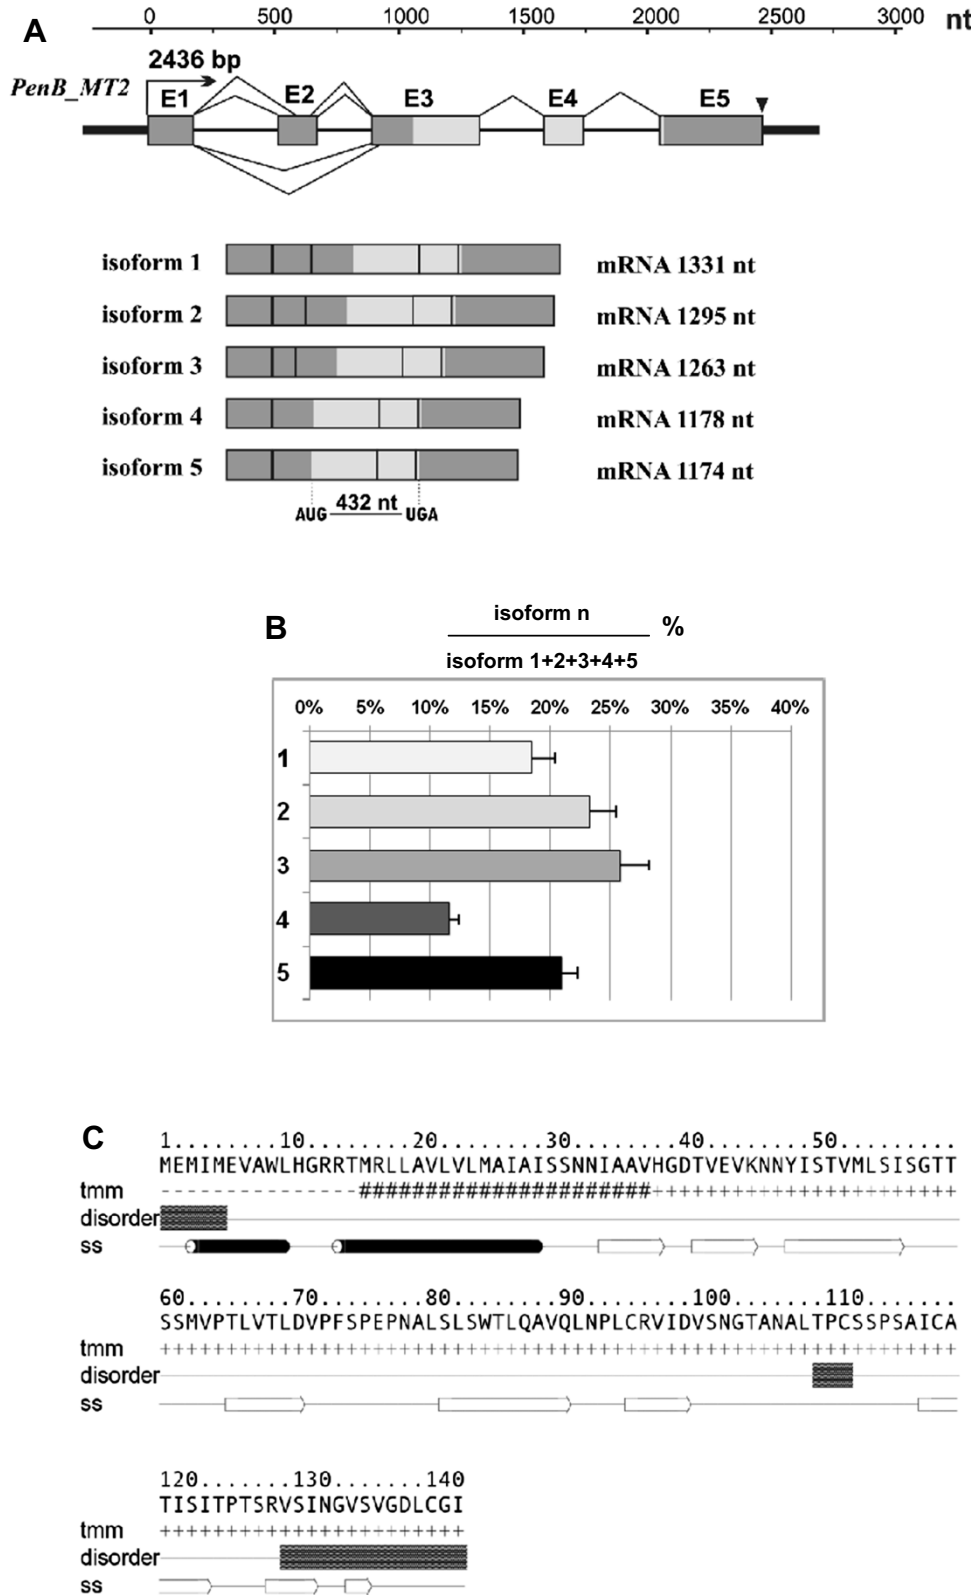 A
0 500 1000 1500 2000 2500 3000 nt
2436 bp
PenB_MT2
E1 E2 E3 E4 E5
isoform 1 mRNA 1331 nt
isoform 2 mRNA 1295 nt
isoform 3 mRNA 1263 nt
isoform 4 mRNA 1178 nt
isoform 5 mRNA 1174 nt
432 nt
AUG UGA
B
isoform n
%
isoform 1+2+3+4+5
0% 5% 10% 15% 20% 25% 30% 35% 40%
1
2
3
4
5
C
1........10........20........30........40........50.........
MEMIMEVAWLHGRRTMRLLAVLVLMAIAISSNNIAAVHGDTVEVKNNYISTVMLSISGTT
tmm ---------------######################+++++++++++++++++++++++
disorder
ss
60........70........80........90........100.......110........
SSMVPTLVTLDVPFSPEPNALSLSWTLQAVQLNPLCRVIDVSNGTANALTPCSSPSAICA
tmm ++++++++++++++++++++++++++++++++++++++++++++++++++++++++++++
disorder
ss
120.......130.......140
TISITPTSRVSINGVSVGDLCGI
tmm +++++++++++++++++++++++
disorder
ss